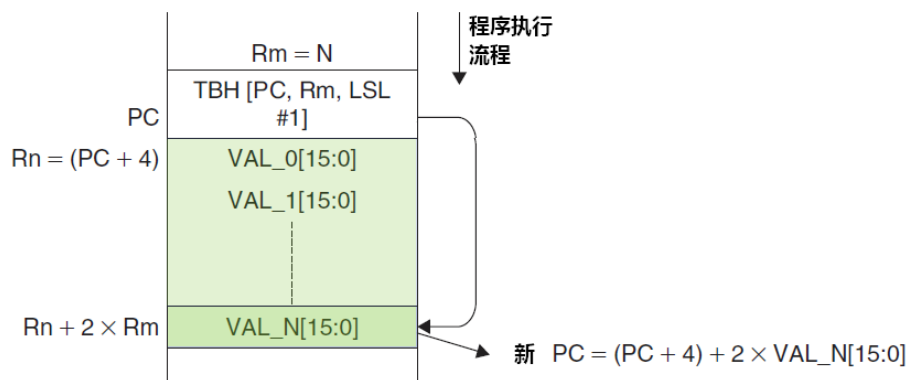 程序执行
流程
Rm = N
TBH [PC, Rm, LSL
#1]
PC
Rn = (PC + 4)
VAL_0[15:0]
VAL_1[15:0]
Rn + 2 × Rm
VAL_N[15:0]
新 PC = (PC + 4) + 2 × VAL_N[15:0]